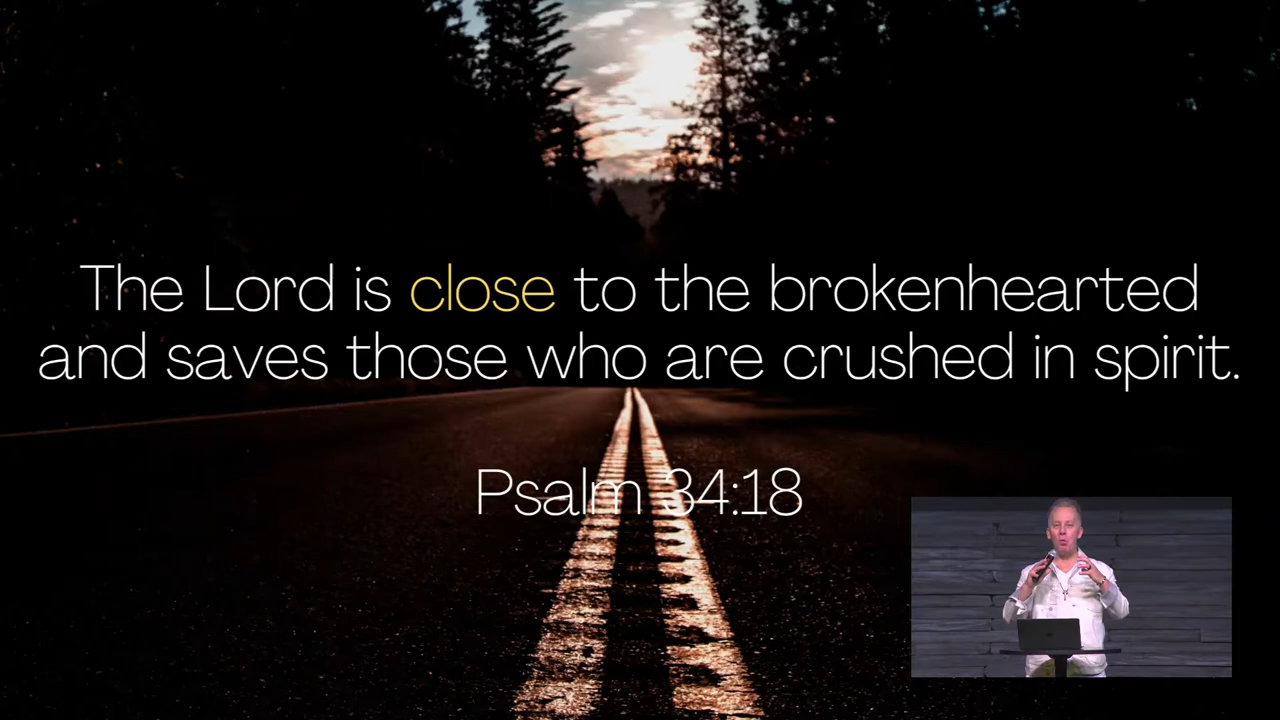 The Lord is close to the brokenhearted
and saves those who are crushed in spirit.
Psalm 34:18